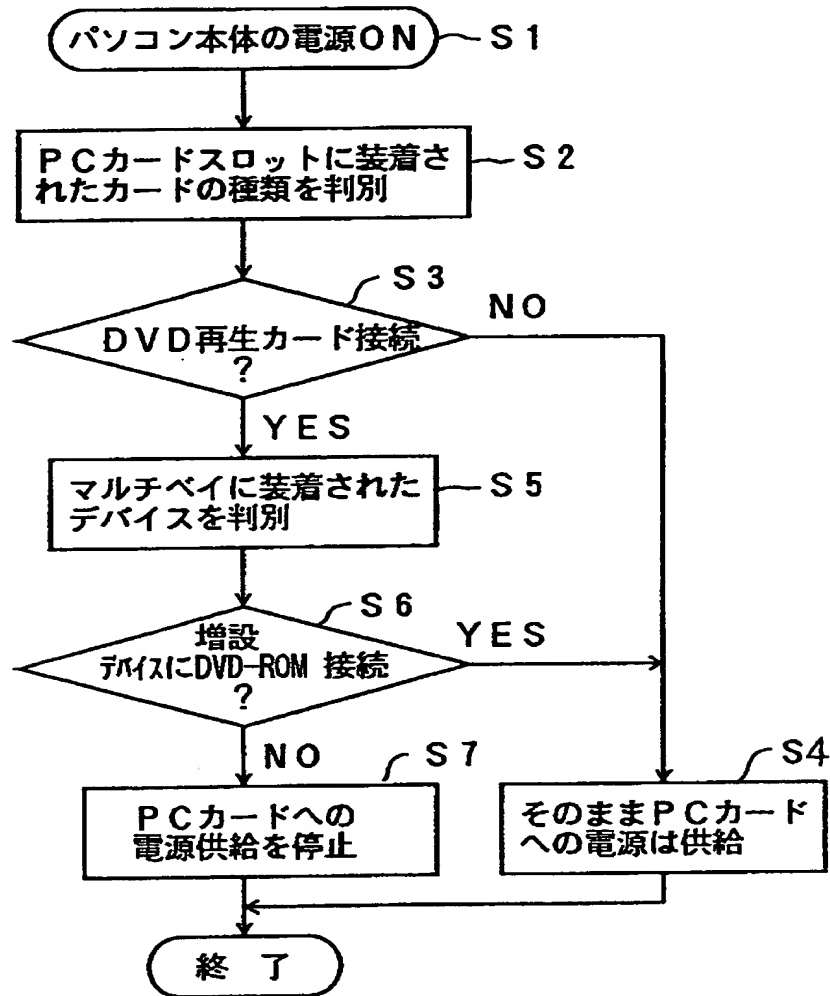 パソコン本体の電源ON
S1
PCカードスロットに装着さ
れたカードの種類を判別
S2
S3
DVD再生カード接続
?
NO
YES
マルチベイに装着された
デバイスを判別
S5
S6
増設
デバイスにDVD-ROM 接続
?
YES
NO
S7
PCカードへの
電源供給を停止
S4
そのままPCカード
への電源は供給
終 了